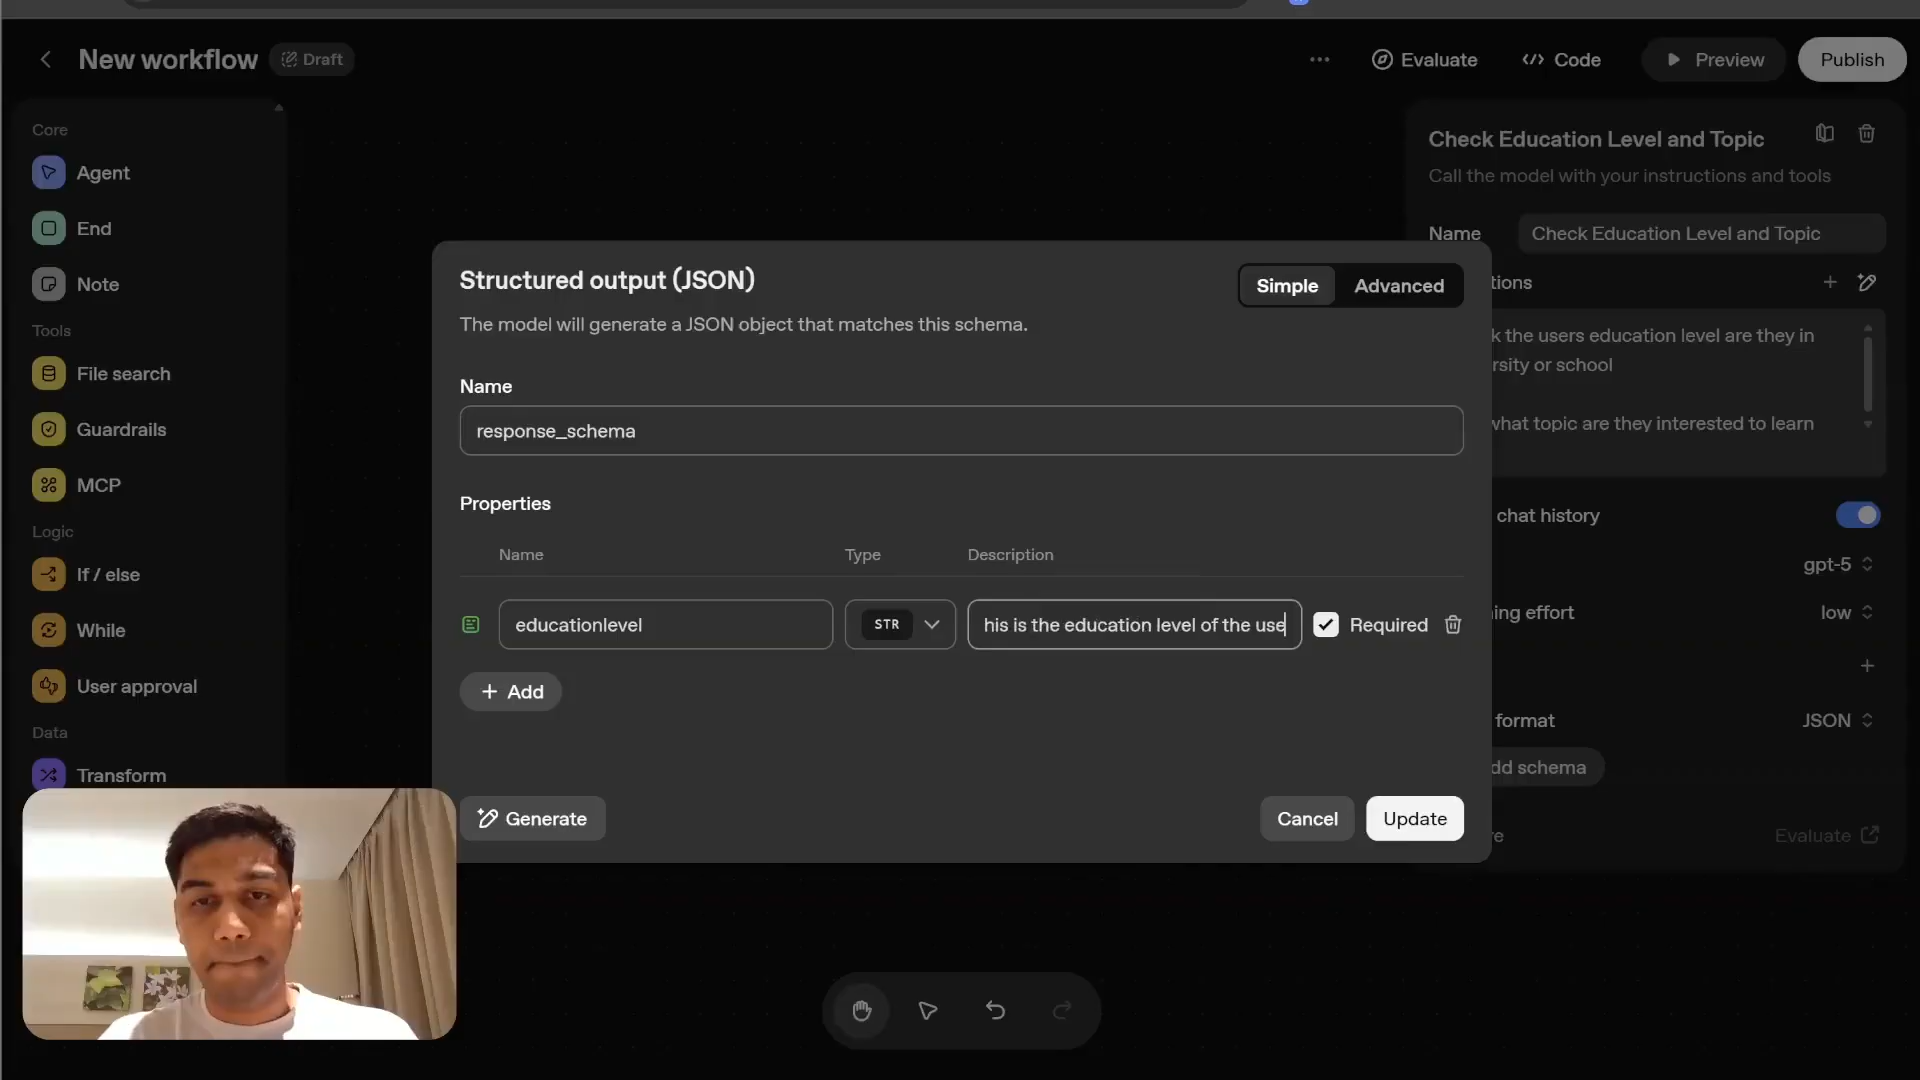 New workflow
Draft
Evaluate
Code
Preview
Publish
Core
Agent
End
Note
Tools
File search
Guardrails
MCP
Logic
If / else
While
User approval
Data
Transform
Structured output (JSON)
Simple
Advanced
The model will generate a JSON object that matches this schema.
Name
response_schema
Properties
Name
Type
Description
educationlevel
STR
his is the education level of the use
Required
Add
Generate
Cancel
Update
Check Education Level and Topic
Call the model with your instructions and tools
Name
Check Education Level and Topic
tions
k the users education level are they in
rsity or school
what topic are they interested to learn
chat history
gpt-5
ing effort
low
format
JSON
dd schema
re
Evaluate